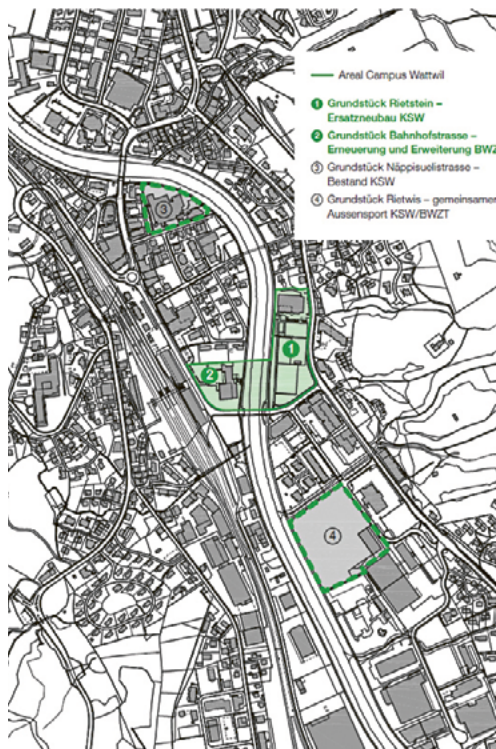 Areal Campus Wattwil
1 Grundstück Rietstein –
Ersatzneubau KSW
2 Grundstück Bahnhofstrasse –
Erneuerung und Erweiterung BWZ
3 Grundstück Näppisuelistrasse –
Bestand KSW
4 Grundstück Rietwis – gemeinsamer
Aussensport KSW/BWZT
3
1
2
4